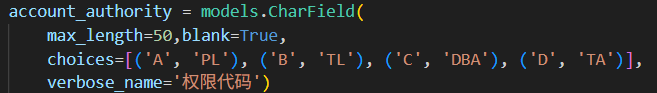 account_authority = models.CharField(
max_length=50,blank=True,
choices=[('A', 'PL'), ('B', 'TL'), ('C', 'DBA'), ('D', 'TA')],
verbose_name='权限代码')